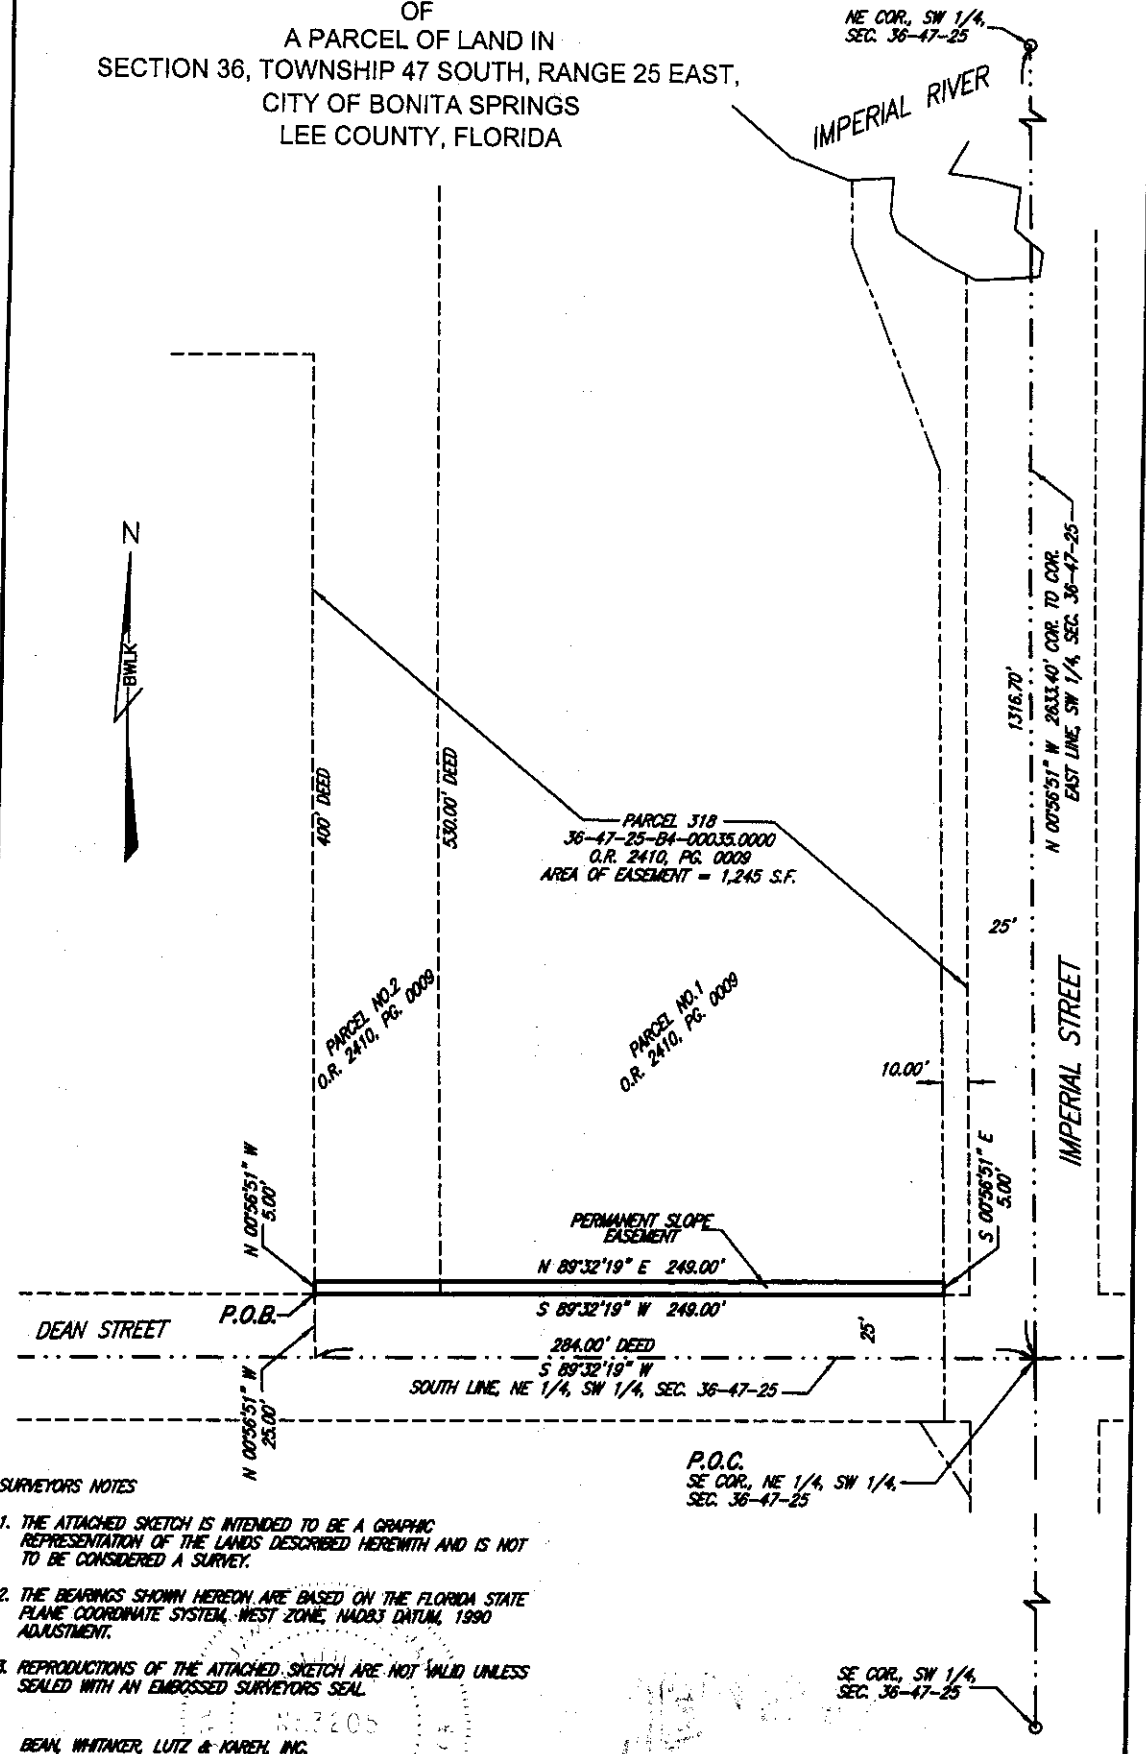 OF
A PARCEL OF LAND IN
SECTION 36, TOWNSHIP 47 SOUTH, RANGE 25 EAST,
CITY OF BONITA SPRINGS
LEE COUNTY, FLORIDA
NE COR., SW 1/4,
SEC. 36-47-25
IMPERIAL RIVER
N
BWLK
400' DEED
530.00' DEED
PARCEL 318
36-47-25-B4-00035.0000
O.R. 2410, PG. 0009
AREA OF EASEMENT = 1,245 S.F.
1316.70'
N 00°56'51" W 2633.40' COR. TO COR.
EAST LINE, SW 1/4, SEC. 36-47-25
25'
IMPERIAL STREET
PARCEL NO.2
O.R. 2410, PG. 0009
PARCEL NO.1
O.R. 2410, PG. 0009
10.00'
N 00°56'51" W
5.00'
S 00°56'51" E
5.00'
PERMANENT SLOPE
EASEMENT
N 89°32'19" E 249.00'
P.O.B.
S 89°32'19" W 249.00'
DEAN STREET
25'
284.00' DEED
S 89°32'19" W
SOUTH LINE, NE 1/4, SW 1/4, SEC. 36-47-25
N 00°56'51" W
25.00'
P.O.C.
SE COR., NE 1/4, SW 1/4,
SEC. 36-47-25
SURVEYORS NOTES
1. THE ATTACHED SKETCH IS INTENDED TO BE A GRAPHIC
REPRESENTATION OF THE LANDS DESCRIBED HEREWITH AND IS NOT
TO BE CONSIDERED A SURVEY.
2. THE BEARINGS SHOWN HEREON ARE BASED ON THE FLORIDA STATE
PLANE COORDINATE SYSTEM, WEST ZONE, NAD83 DATUM, 1990
ADJUSTMENT.
3. REPRODUCTIONS OF THE ATTACHED SKETCH ARE NOT VALID UNLESS
SEALED WITH AN EMBOSSED SURVEYORS SEAL.
SE COR., SW 1/4,
SEC. 36-47-25
BEAN, WHITAKER, LUTZ & KAREH, INC.